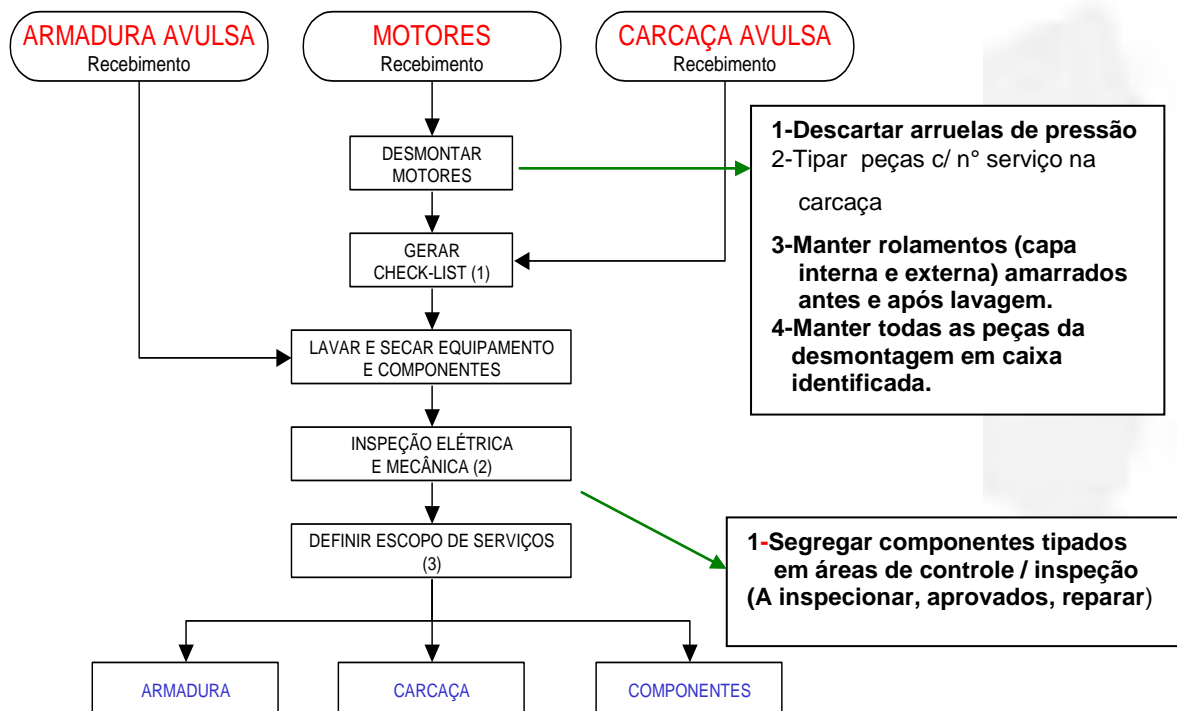 ARMADURA AVULSA
Recebimento
MOTORES
Recebimento
CARCAÇA AVULSA
Recebimento
DESMONTAR
MOTORES
1-Descartar arruelas de pressão
2-Tipar peças c/ n° serviço na
carcaça
3-Manter rolamentos (capa
interna e externa) amarrados
antes e após lavagem.
4-Manter todas as peças da
desmontagem em caixa
identificada.
GERAR
CHECK-LIST (1)
LAVAR E SECAR EQUIPAMENTO
E COMPONENTES
INSPEÇÃO ELÉTRICA
E MECÂNICA (2)
DEFINIR ESCOPO DE SERVIÇOS
(3)
1-Segregar componentes tipados
em áreas de controle / inspeção
(A inspecionar, aprovados, reparar)
ARMADURA
CARCAÇA
COMPONENTES